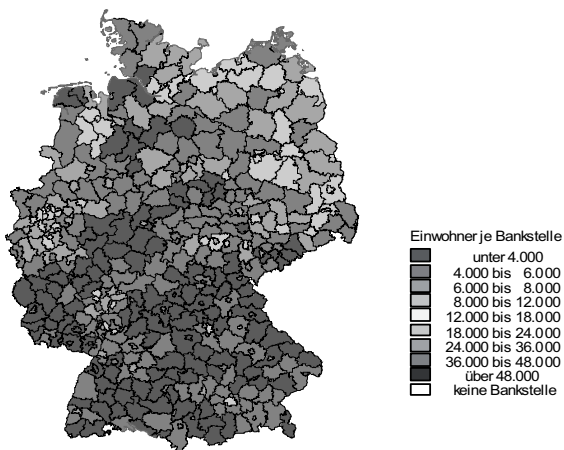 Einwohner je Bankstelle
unter 4.000
4.000 bis 6.000
6.000 bis 8.000
8.000 bis 12.000
12.000 bis 18.000
18.000 bis 24.000
24.000 bis 36.000
36.000 bis 48.000
über 48.000
keine Bankstelle